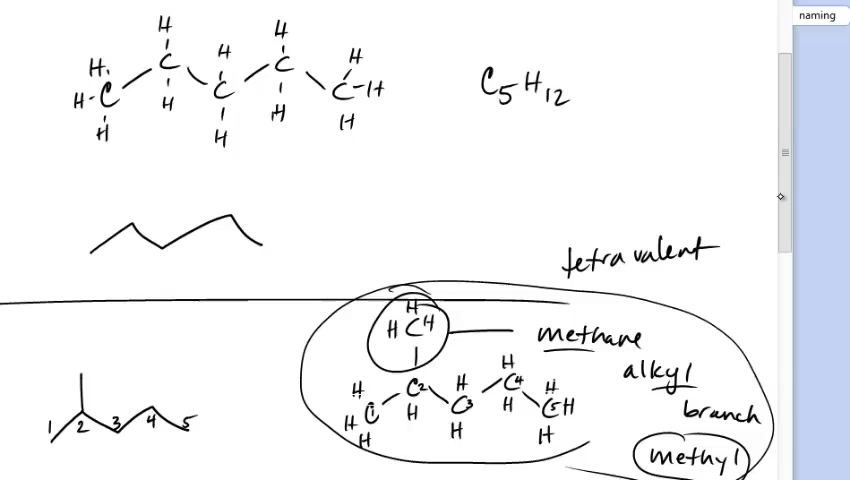 naming
H H H
C C
H. H
H-C C C-H
H H H H H
C5H12
tetravalent
H
H C H
methane
alkyl
branch
methyl
H C4
H C2 H H H
H C1 H C3 H C5 H
H H H
1 2 3 4 5